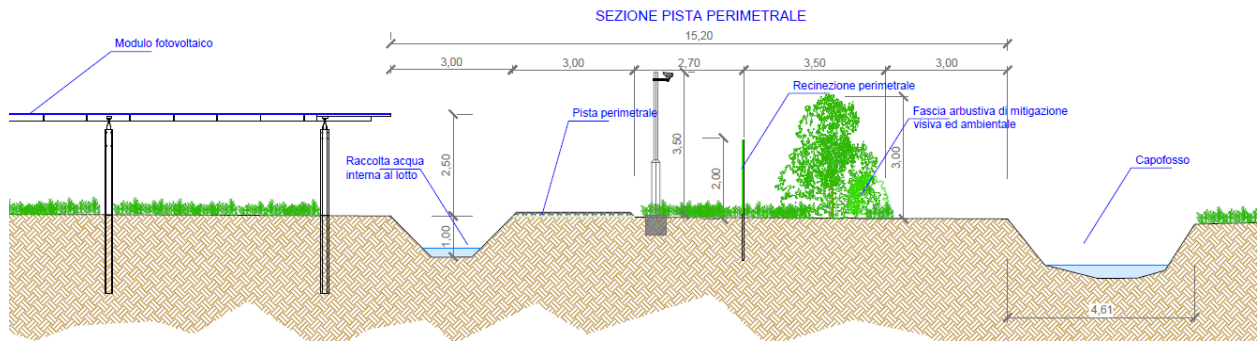 SEZIONE PISTA PERIMETRALE
15,20
3,00
3,00
2,70
3,50
3,00
Modulo fotovoltaico
Recinezione perimetrale
Pista perimetrale
Fascia arbustiva di mitigazione
visiva ed ambientale
2,50
3,50
2,00
3,00
Raccolta acqua
interna al lotto
Capofosso
1,00
4,61